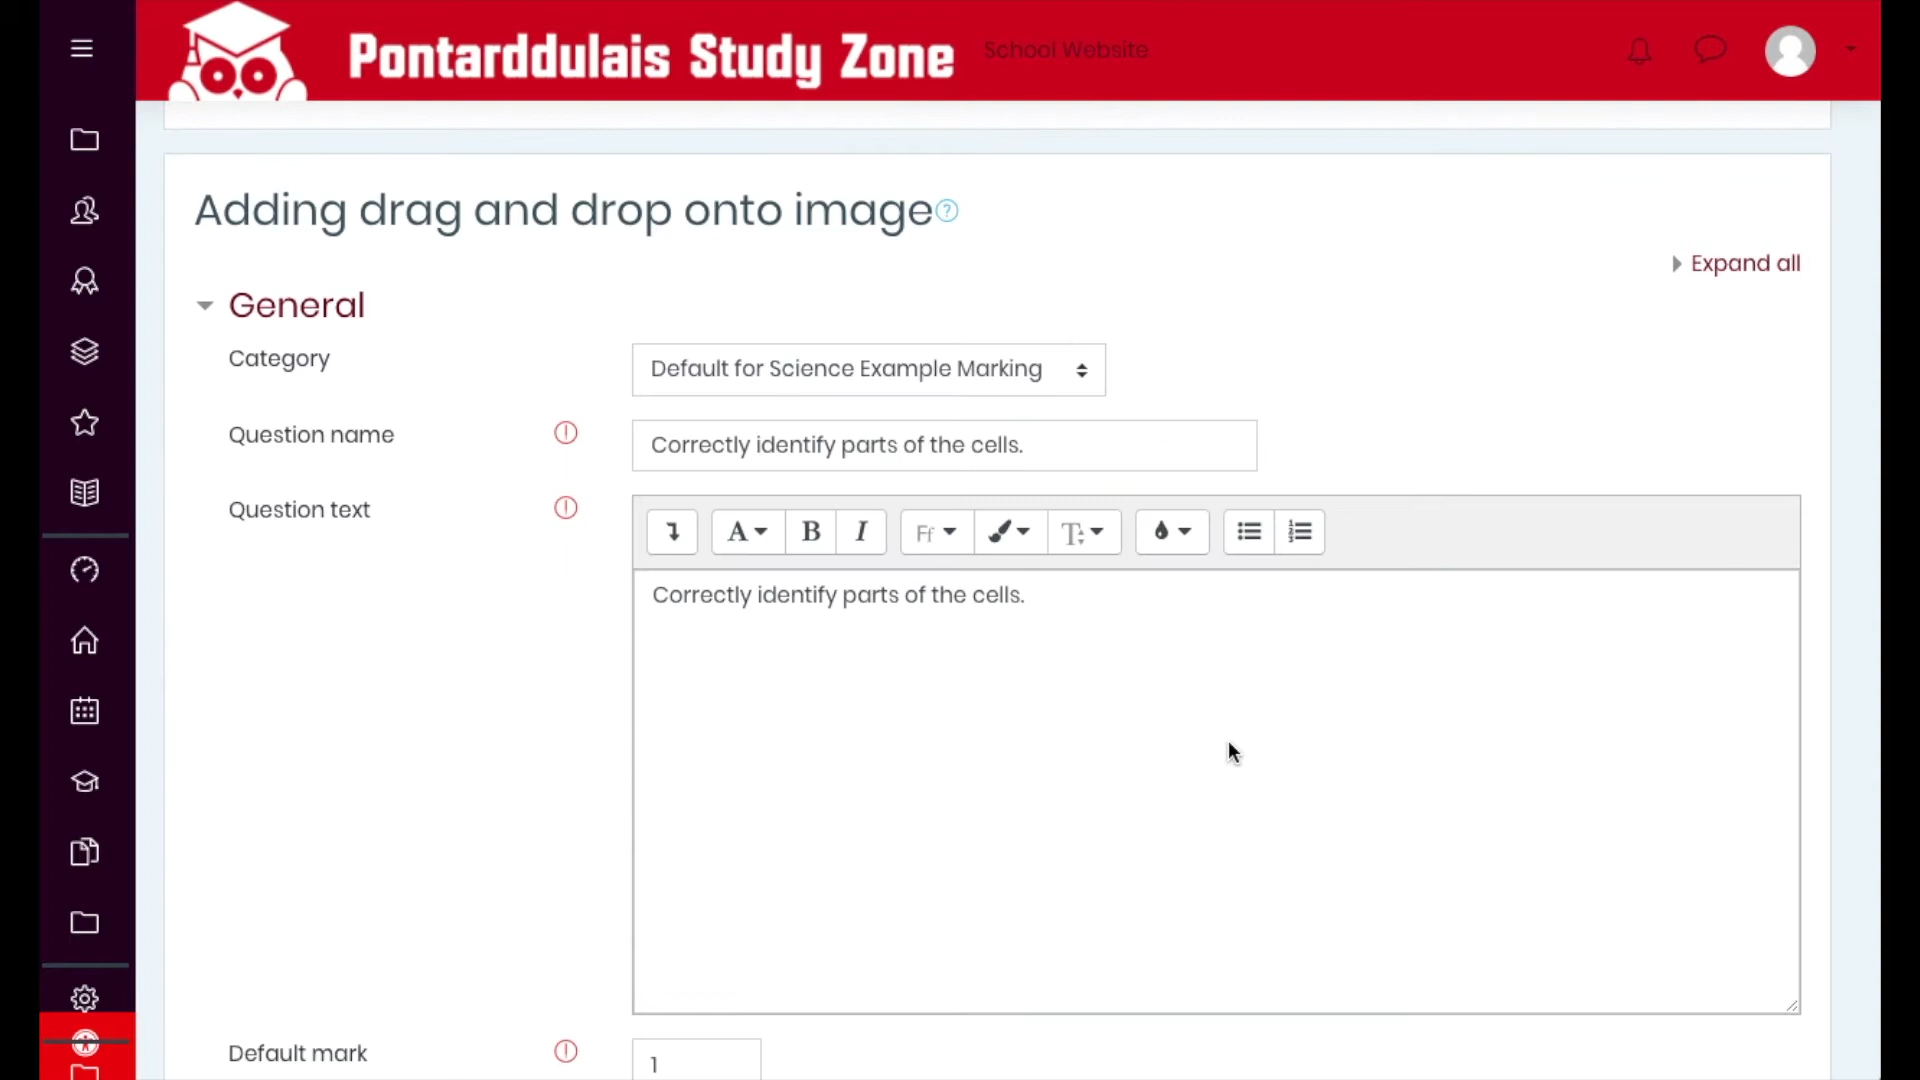 Pontarddulais Study Zone School Website
Adding drag and drop onto image
Expand all
General
Category Default for Science Example Marking
Question name Correctly identify parts of the cells.
Question text
Correctly identify parts of the cells.
Default mark 1